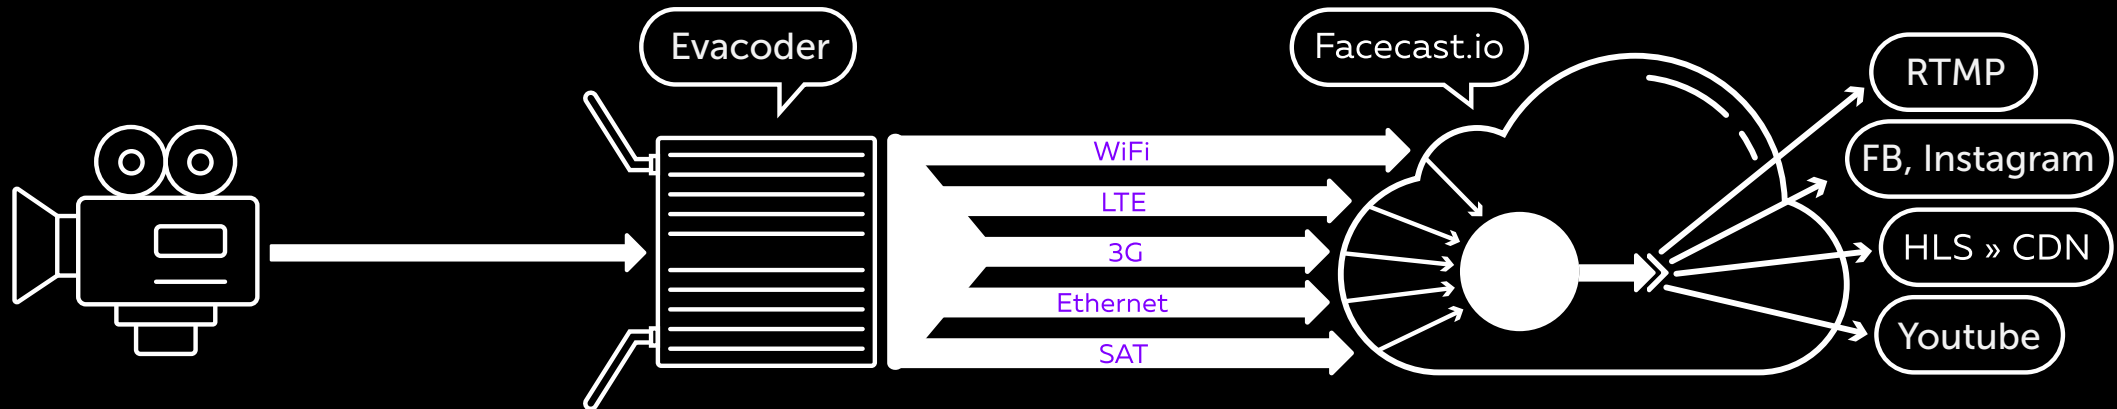 Evacoder
Facecast.io
WiFi
LTE
3G
Ethernet
SAT
RTMP
FB, Instagram
HLS » CDN
Youtube